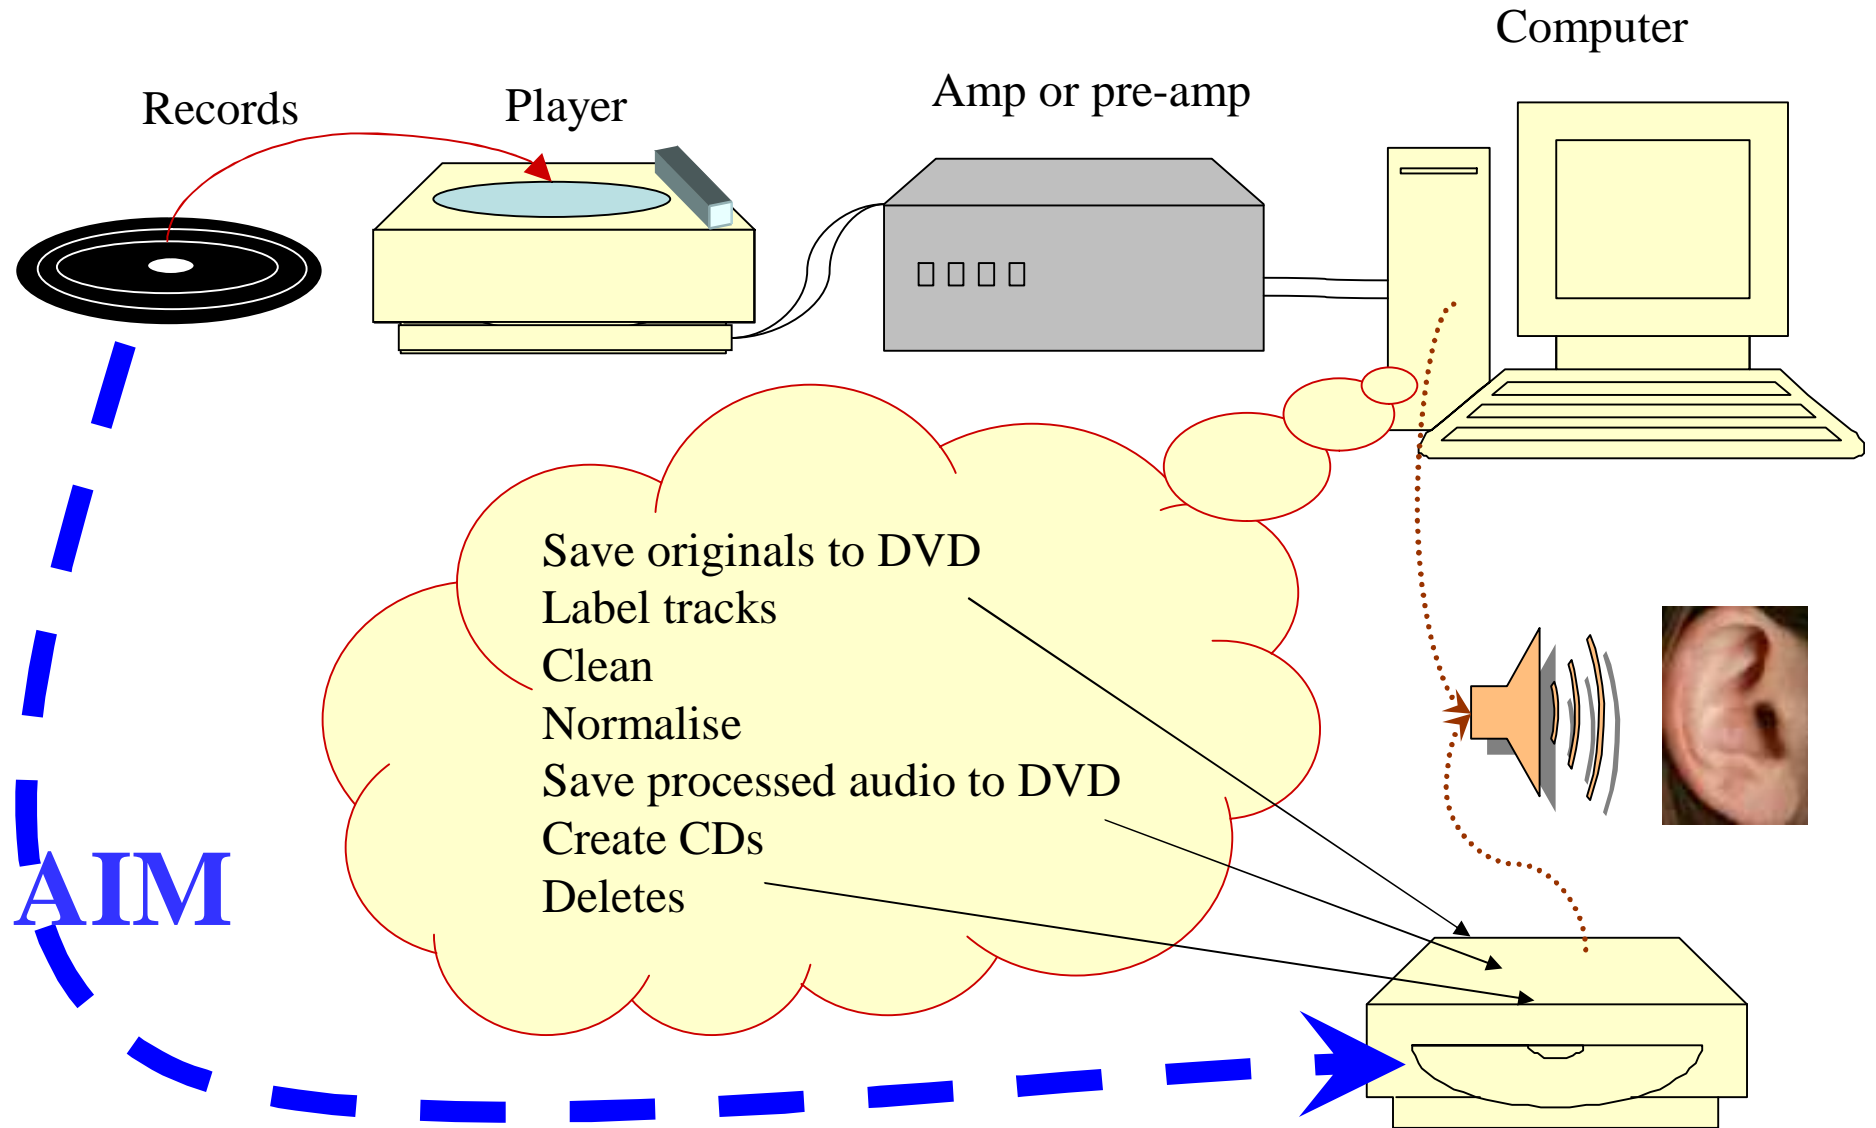 Computer
Records
Player
Amp or pre-amp
Save originals to DVD
Label tracks
Clean
Normalise
Save processed audio to DVD
Create CDs
Deletes
AIM